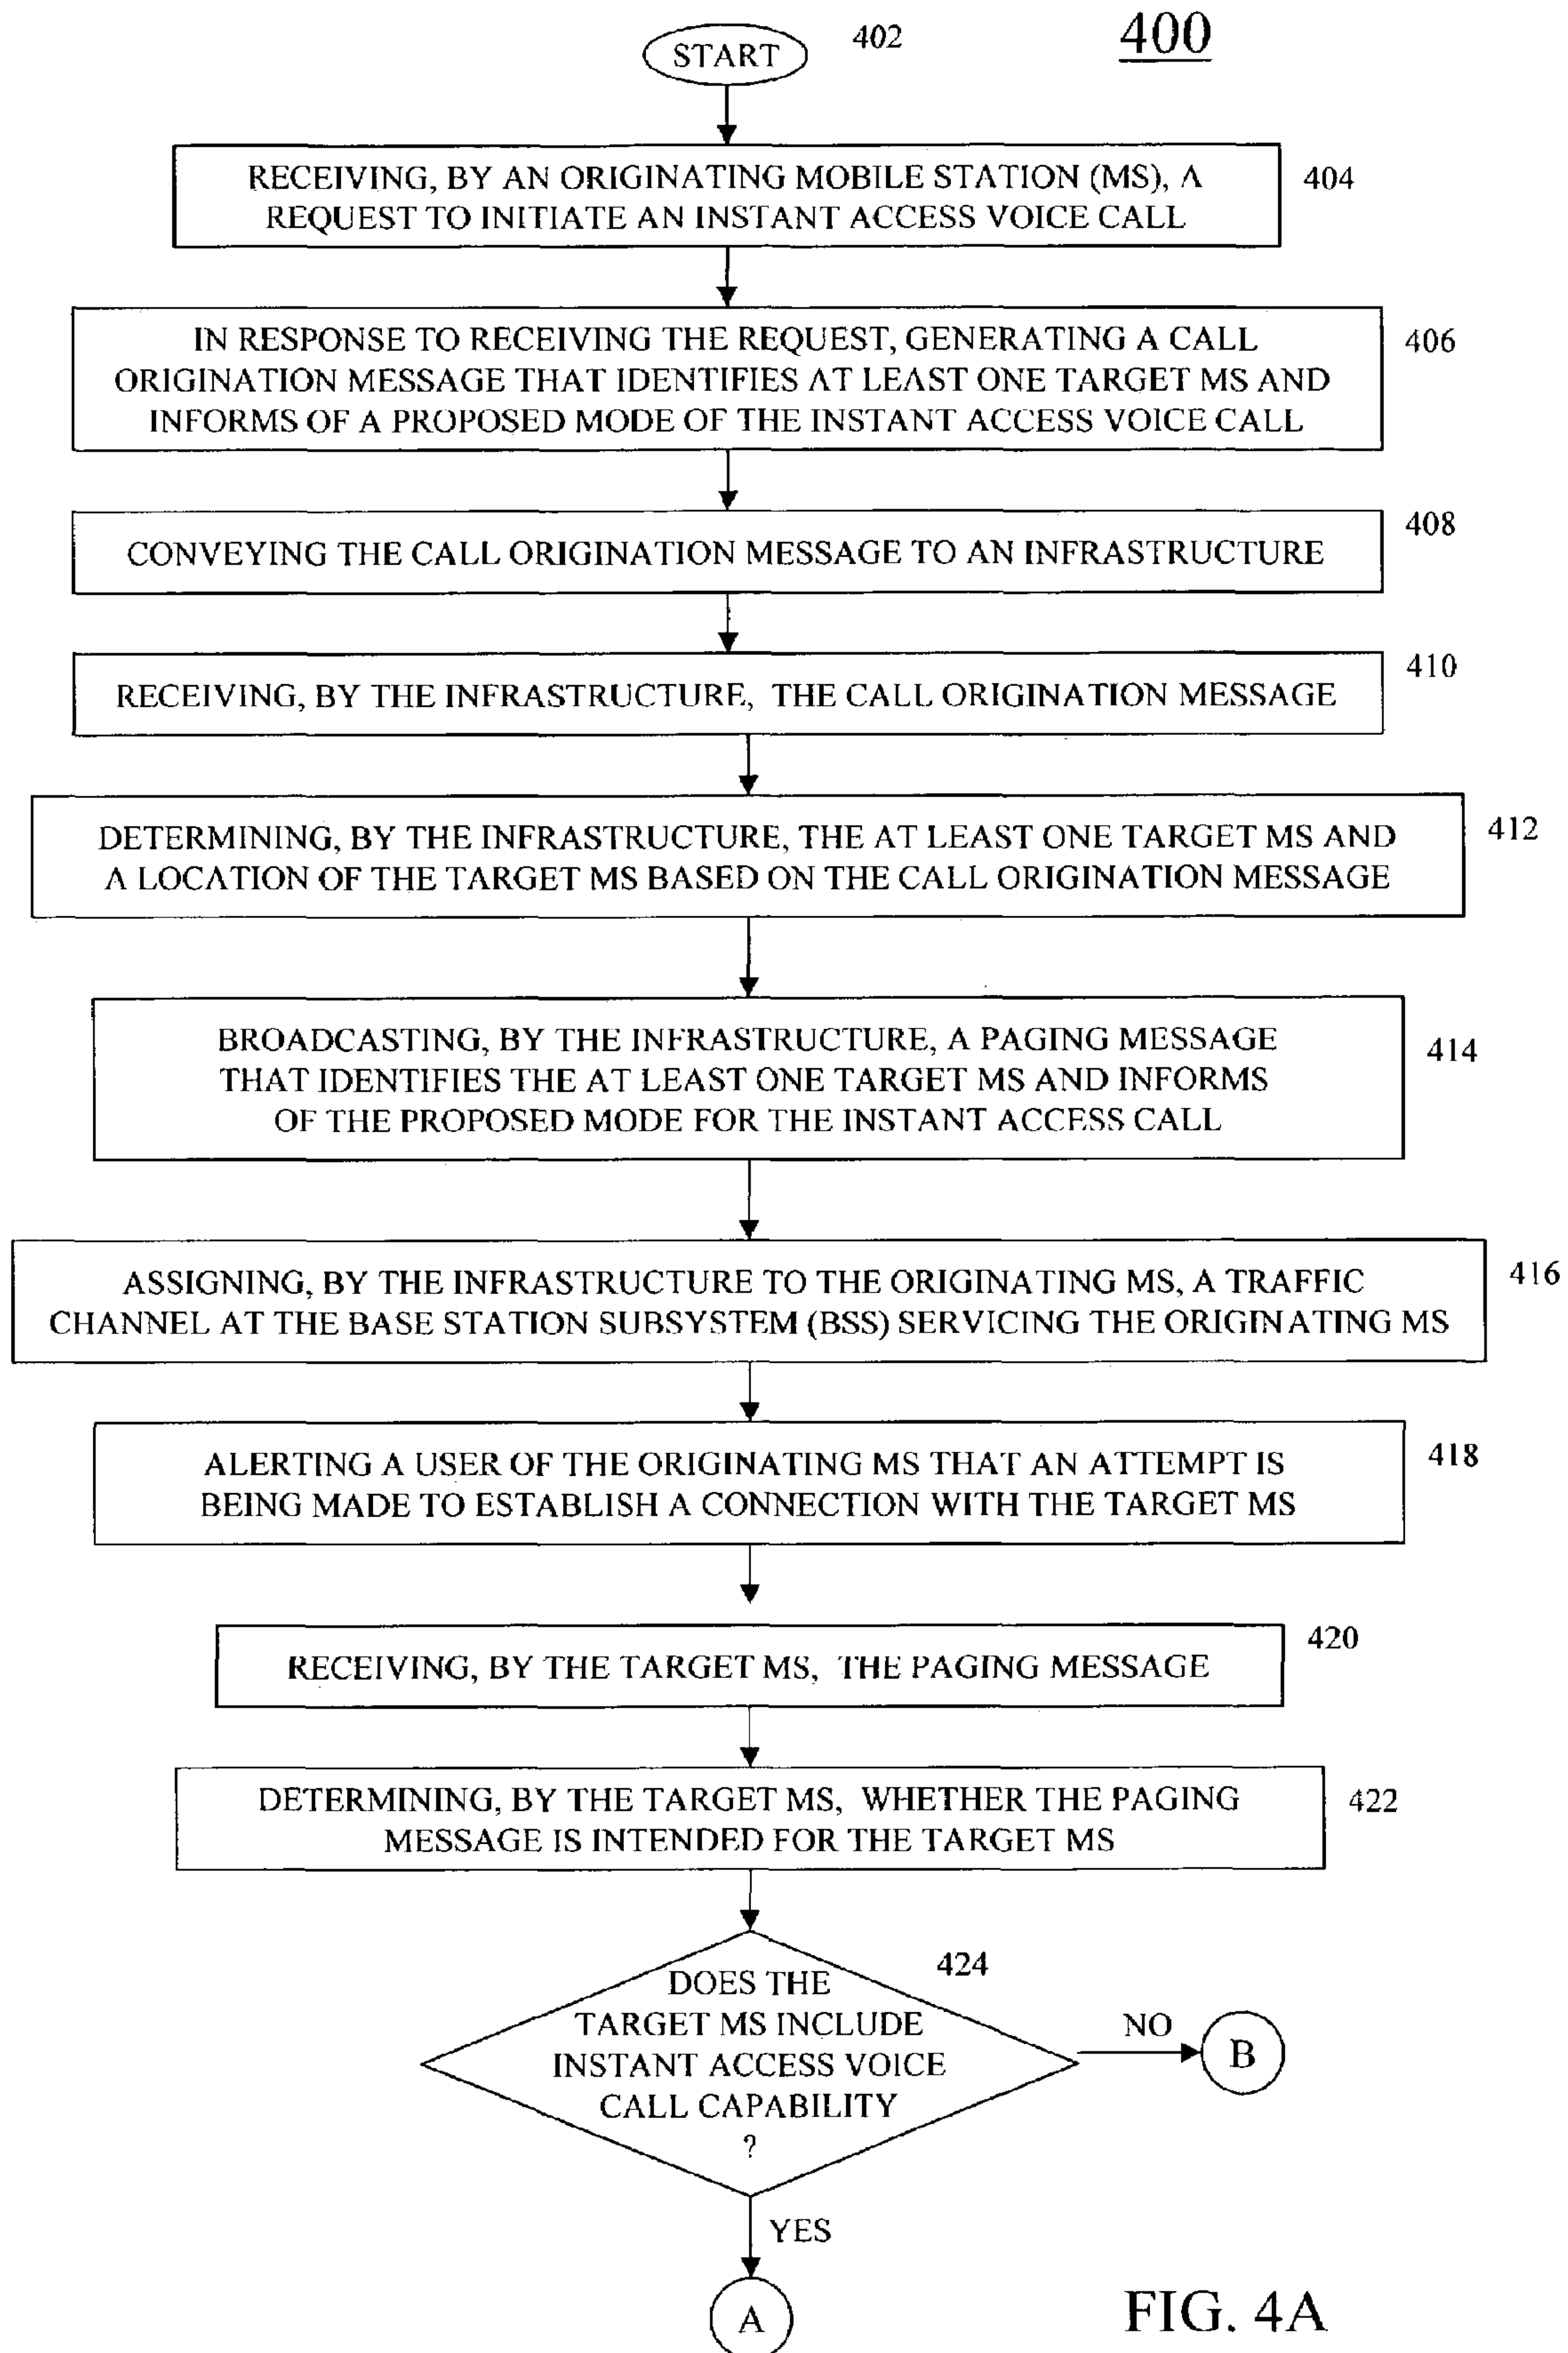 400
START
402
RECEIVING, BY AN ORIGINATING MOBILE STATION (MS), A
REQUEST TO INITIATE AN INSTANT ACCESS VOICE CALL
404
IN RESPONSE TO RECEIVING THE REQUEST, GENERATING A CALL
ORIGINATION MESSAGE THAT IDENTIFIES AT LEAST ONE TARGET MS AND
INFORMS OF A PROPOSED MODE OF THE INSTANT ACCESS VOICE CALL
406
CONVEYING THE CALL ORIGINATION MESSAGE TO AN INFRASTRUCTURE
408
RECEIVING, BY THE INFRASTRUCTURE, THE CALL ORIGINATION MESSAGE
410
DETERMINING, BY THE INFRASTRUCTURE, THE AT LEAST ONE TARGET MS AND
A LOCATION OF THE TARGET MS BASED ON THE CALL ORIGINATION MESSAGE
412
BROADCASTING, BY THE INFRASTRUCTURE, A PAGING MESSAGE
THAT IDENTIFIES THE AT LEAST ONE TARGET MS AND INFORMS
OF THE PROPOSED MODE FOR THE INSTANT ACCESS CALL
414
ASSIGNING, BY THE INFRASTRUCTURE TO THE ORIGINATING MS, A TRAFFIC
CHANNEL AT THE BASE STATION SUBSYSTEM (BSS) SERVICING THE ORIGINATING MS
416
ALERTING A USER OF THE ORIGINATING MS THAT AN ATTEMPT IS
BEING MADE TO ESTABLISH A CONNECTION WITH THE TARGET MS
418
RECEIVING, BY THE TARGET MS, THE PAGING MESSAGE
420
DETERMINING, BY THE TARGET MS, WHETHER THE PAGING
MESSAGE IS INTENDED FOR THE TARGET MS
422
DOES THE
TARGET MS INCLUDE
INSTANT ACCESS VOICE
CALL CAPABILITY
?
424
NO
B
YES
A
FIG. 4A